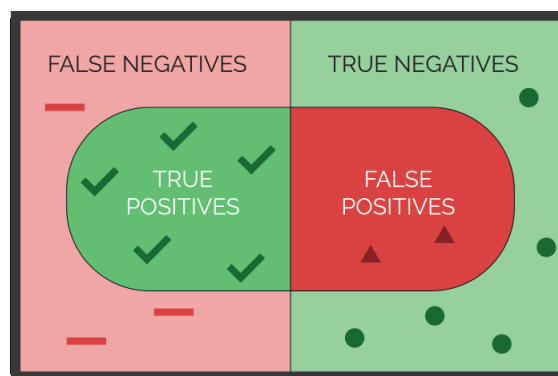 FALSE NEGATIVES
TRUE NEGATIVES
TRUE
POSITIVES
FALSE
POSITIVES